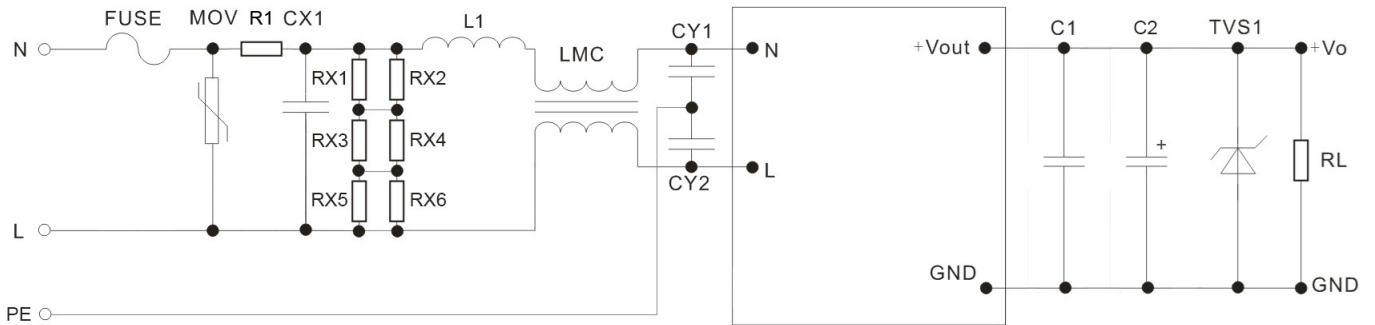 FUSE MOV R1 CX1 L1 CY1 C1 C2 TVS1
N LMC N +Vout +Vo
RX1 RX2
RX3 RX4 + RL
RX5 RX6 CY2 L
L
GND GND
PE